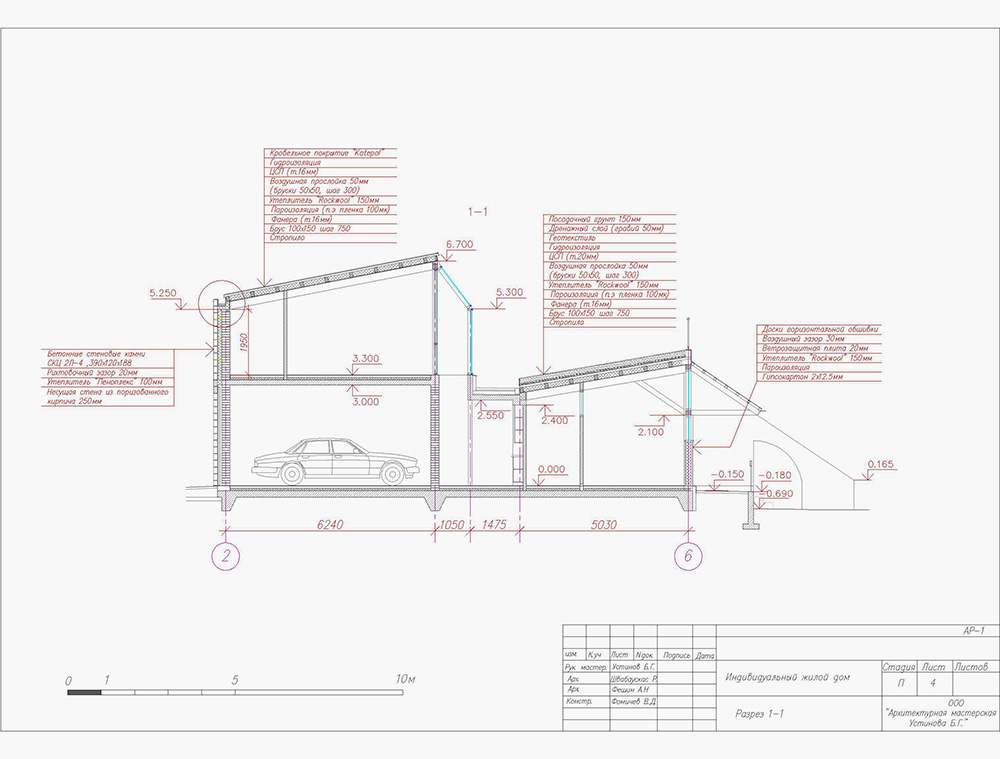 Кровельное покрытие "Katepal"
Гидроизоляция
ЦСП (т.16мм)
Воздушная прослойка 50мм
(бруски 50х50, шаг 300)
Утеплитель "Rockwool" 150мм
Пароизоляция (п.э пленка 100мк)
Фанера (т.16мм)
Брус 100х150 шаг 750
Стропило
1-1
Посадочный грунт 150мм
Дренажный слой (гравий 50мм)
Геотекстиль
Гидроизоляция
ЦСП (т.20мм)
Воздушная прослойка 50мм
(бруски 50х50, шаг 300)
Утеплитель "Rockwool" 150мм
Пароизоляция (п.э пленка 100мк)
Фанера (т.16мм)
Брус 100х150 шаг 750
Стропило
6.700
5.250
5.300
Доски горизонтальной обшивки
Воздушный зазор 30мм
Ветрозащитная плита 20мм
Утеплитель "Rockwool" 150мм
Пароизоляция
Гипсокартон 2х12.5мм
Бетонные стеновые камни
СКЦ 2Л-4 ,390х120х188
Рихтовочный зазор 20мм
Утеплитель "Пеноплекс" 100мм
Несущая стена из поризованного
кирпича 250мм
1950
3.300
3.000
2.550
2.400
2.100
0.000
-0.150
-0.180
-0.690
0.165
6240
1050
1475
5030
2
6
0
1
5
10м
АР-1
изм.
К.уч
Лист
Nдок.
Подпись
Дата
Рук. мастер.
Устинов Б.Г.
Арх.
Швабаускас Р.
Арх
Фешин А.Н
Констр.
Фомичев В.Д.
Индивидуальный жилой дом
Разрез 1-1
Стадия
Лист
Листов
П
4
ООО
"Архитектурная мастерская
Устинова Б.Г."